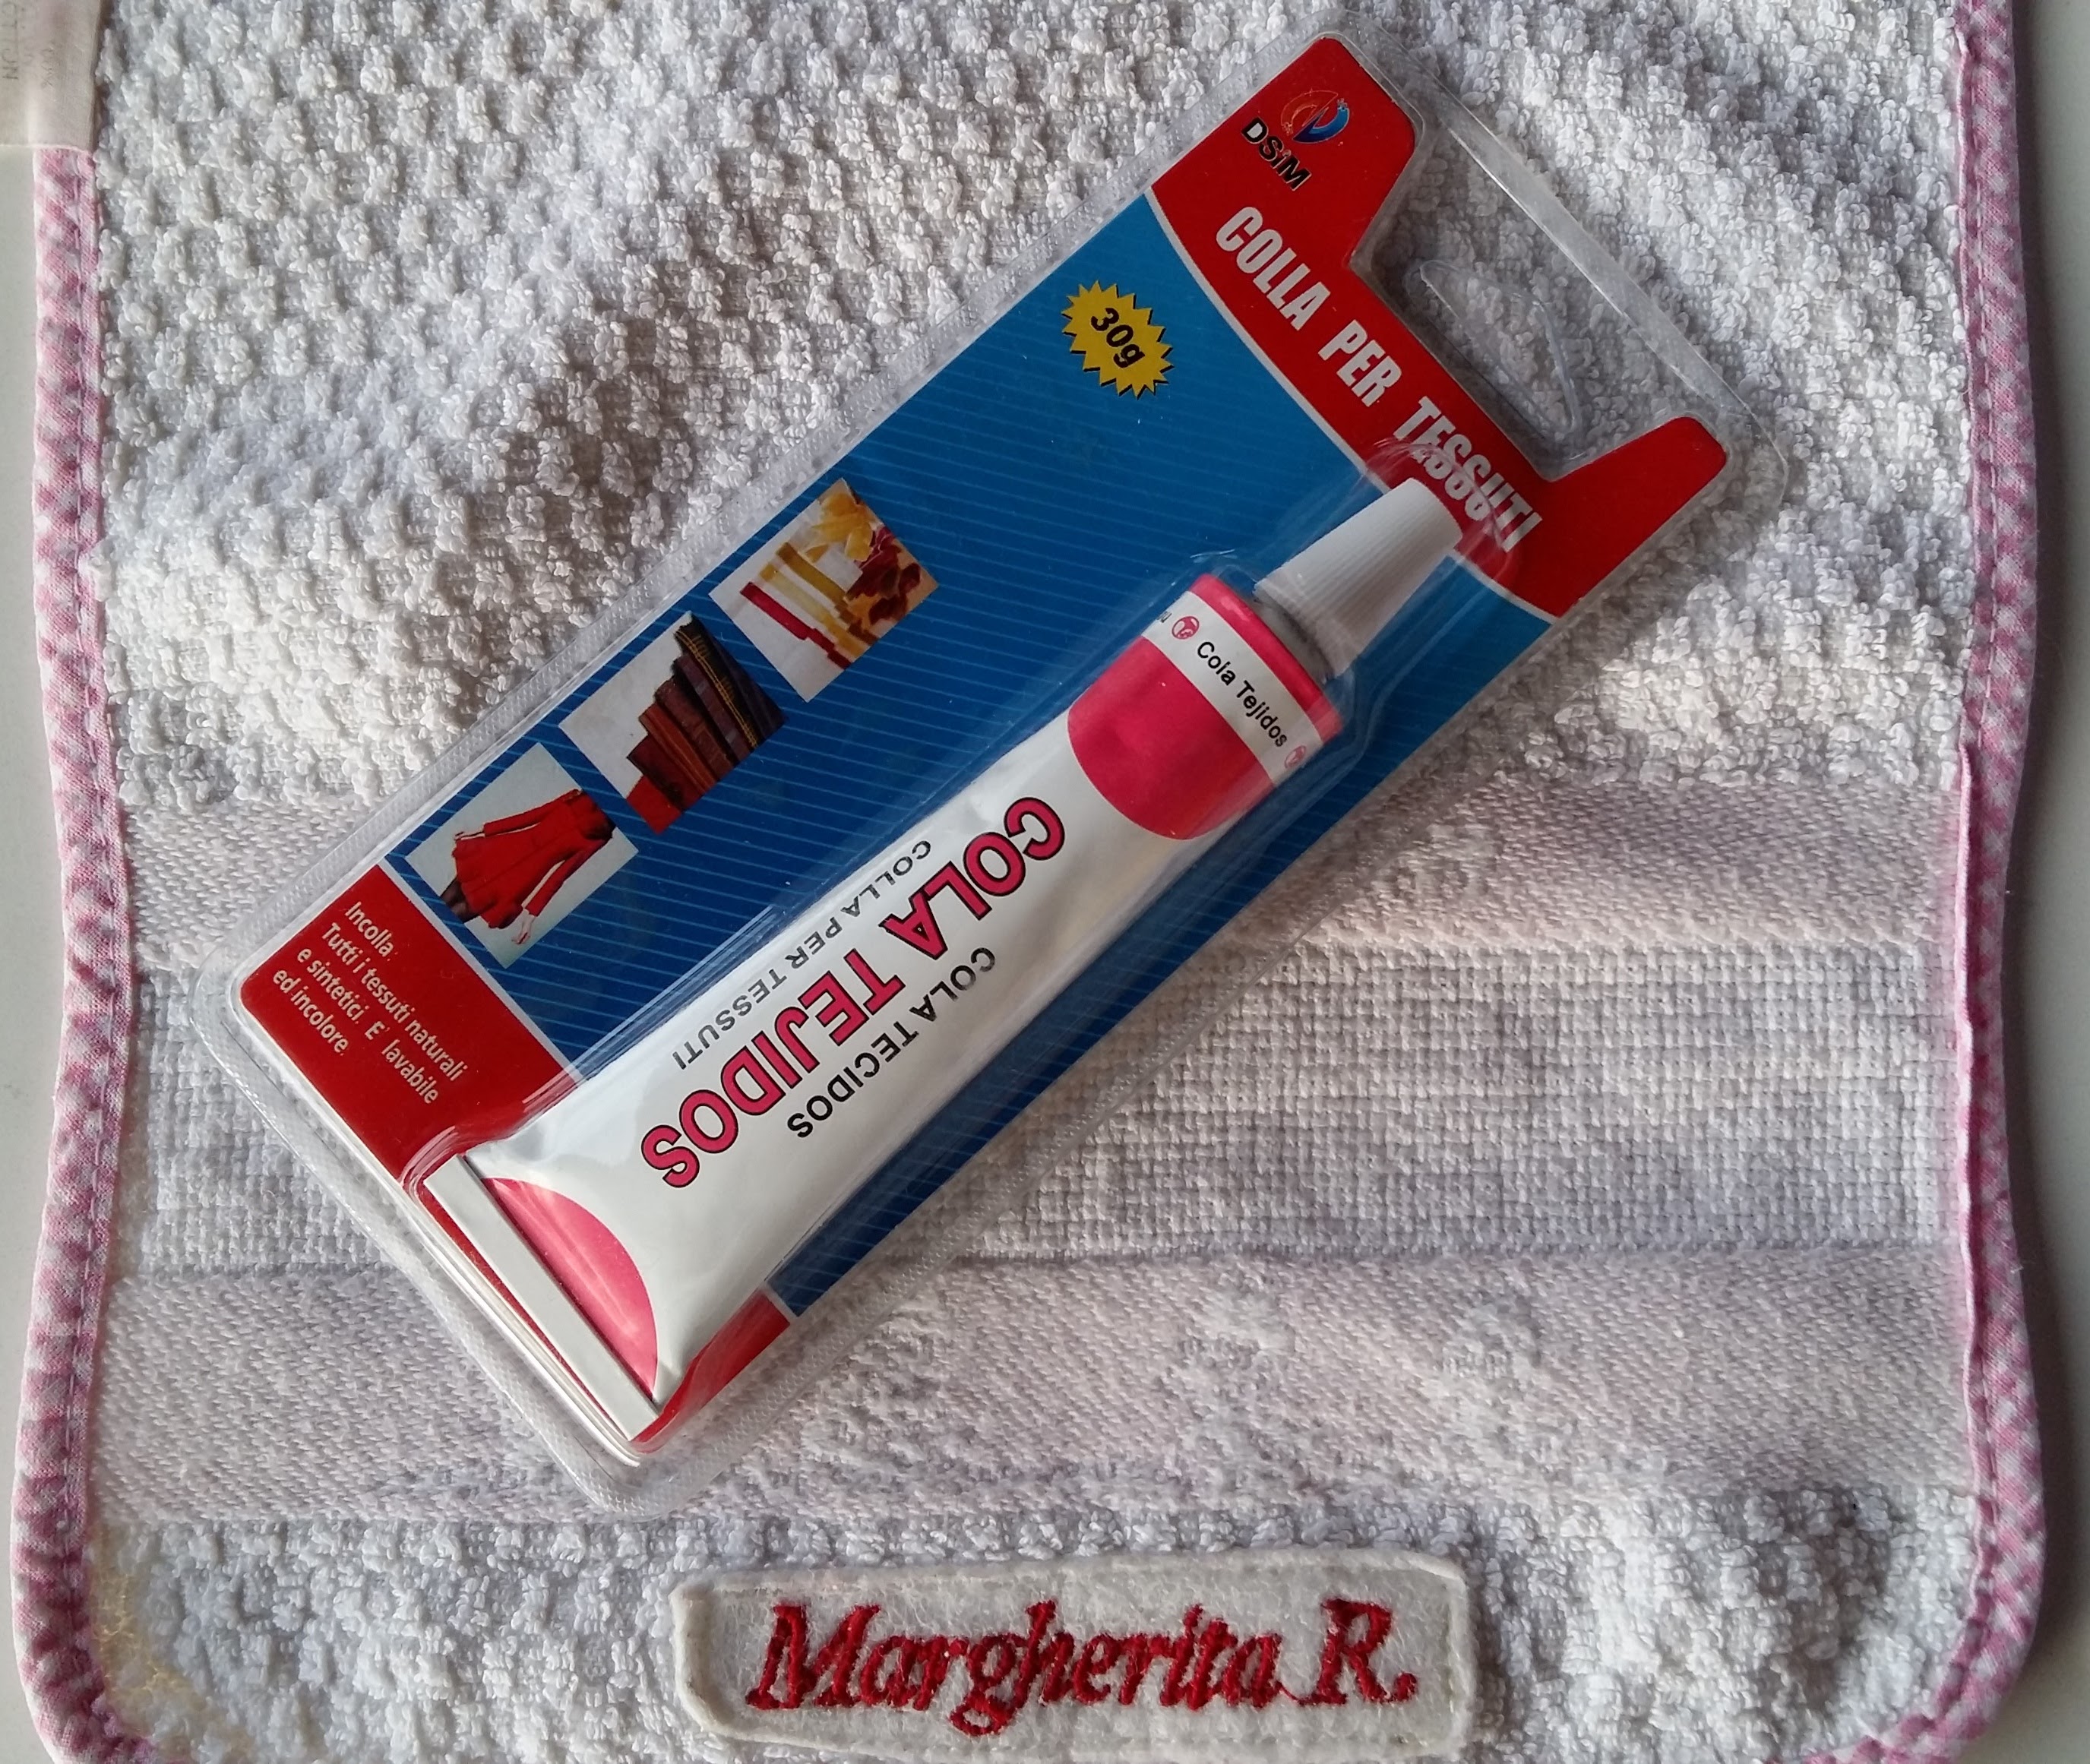 DSiM
COLLA PER TESSUTI
30g
Cola Tejidos
COLA TECIDOS
COLA TEJIDOS
COLLA PER TESSUTI
Incolla:
Tutti i tessuti naturali
e sintetici. E' lavabile
ed incolore.
Margherita R.